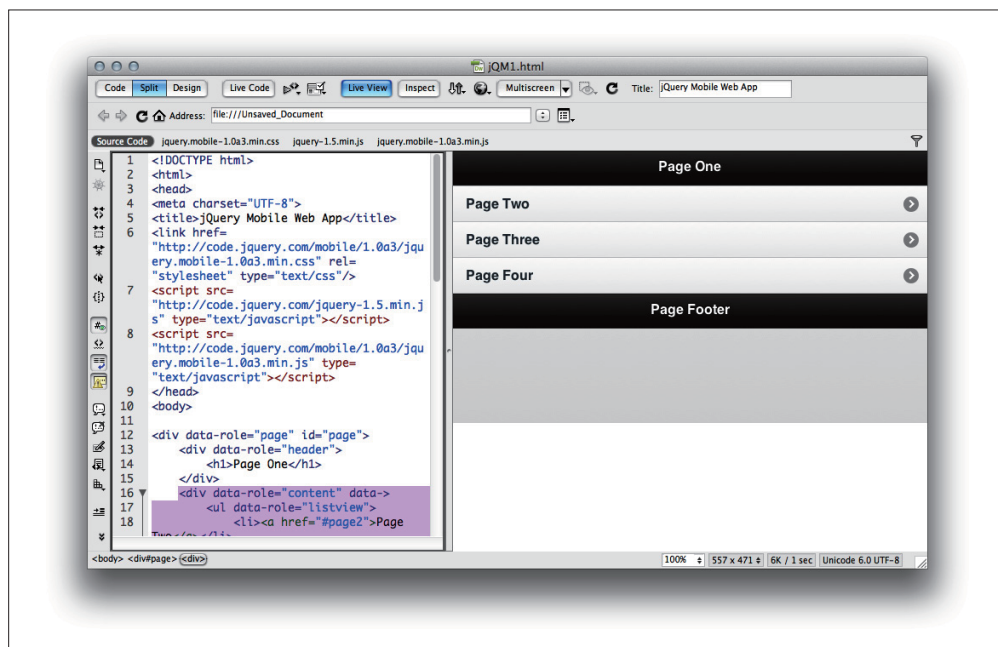 jQM1.html
Code Split Design Live Code Live View Inspect Multiscreen Title: jQuery Mobile Web App
Address: file:///Unsaved_Document
Source Code jquery.mobile-1.0a3.min.css jquery-1.5.min.js jquery.mobile-1.0a3.min.js
1 <!DOCTYPE html>
2 <html>
3 <head>
4 <meta charset="UTF-8">
5 <title>jQuery Mobile Web App</title>
6 <link href=
"http://code.jquery.com/mobile/1.0a3/jqu
ery.mobile-1.0a3.min.css" rel=
"stylesheet" type="text/css"/>
7 <script src=
"http://code.jquery.com/jquery-1.5.min.j
s" type="text/javascript"></script>
8 <script src=
"http://code.jquery.com/mobile/1.0a3/jqu
ery.mobile-1.0a3.min.js" type=
"text/javascript"></script>
9 </head>
10 <body>
11
12 <div data-role="page" id="page">
13 <div data-role="header">
14 <h1>Page One</h1>
15 </div>
16 <div data-role="content" data->
17 <ul data-role="listview">
18 <li><a href="#page2">Page
Two</a></li>
Page One
Page Two
Page Three
Page Four
Page Footer
<body> <div#page> <div> 100% 557 x 471 6K / 1 sec Unicode 6.0 UTF-8